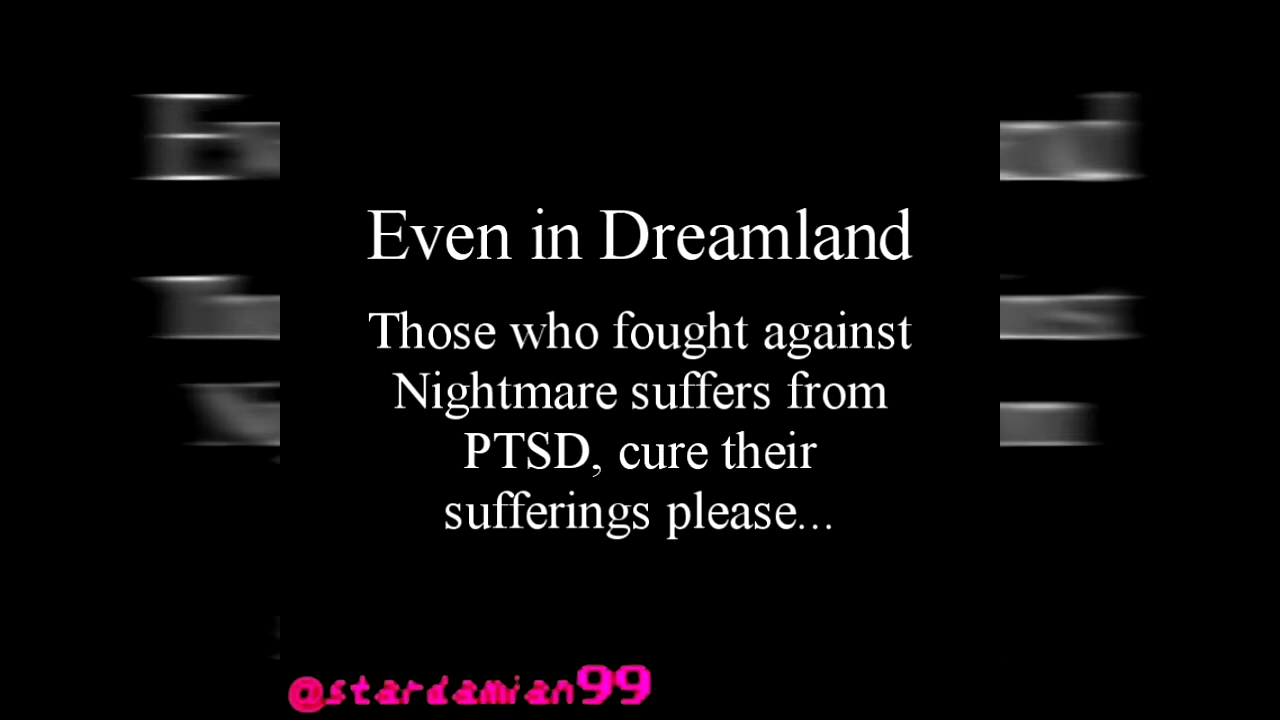 Even in Dreamland
Those who fought against
Nightmare suffers from
PTSD, cure their
sufferings please...
@stardamian99